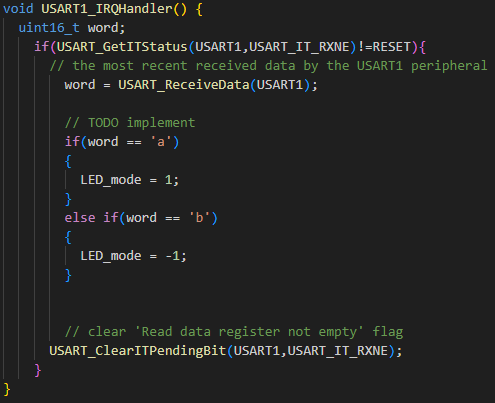 void USART1_IRQHandler() {
  uint16_t word;
    if(USART_GetITStatus(USART1,USART_IT_RXNE)!=RESET){
      // the most recent received data by the USART1 peripheral
        word = USART_ReceiveData(USART1);

        // TODO implement
        if(word == 'a')
        {
          LED_mode = 1;
        }
        else if(word == 'b')
        {
          LED_mode = -1;
        }


        // clear 'Read data register not empty' flag
      USART_ClearITPendingBit(USART1,USART_IT_RXNE);
    }
}